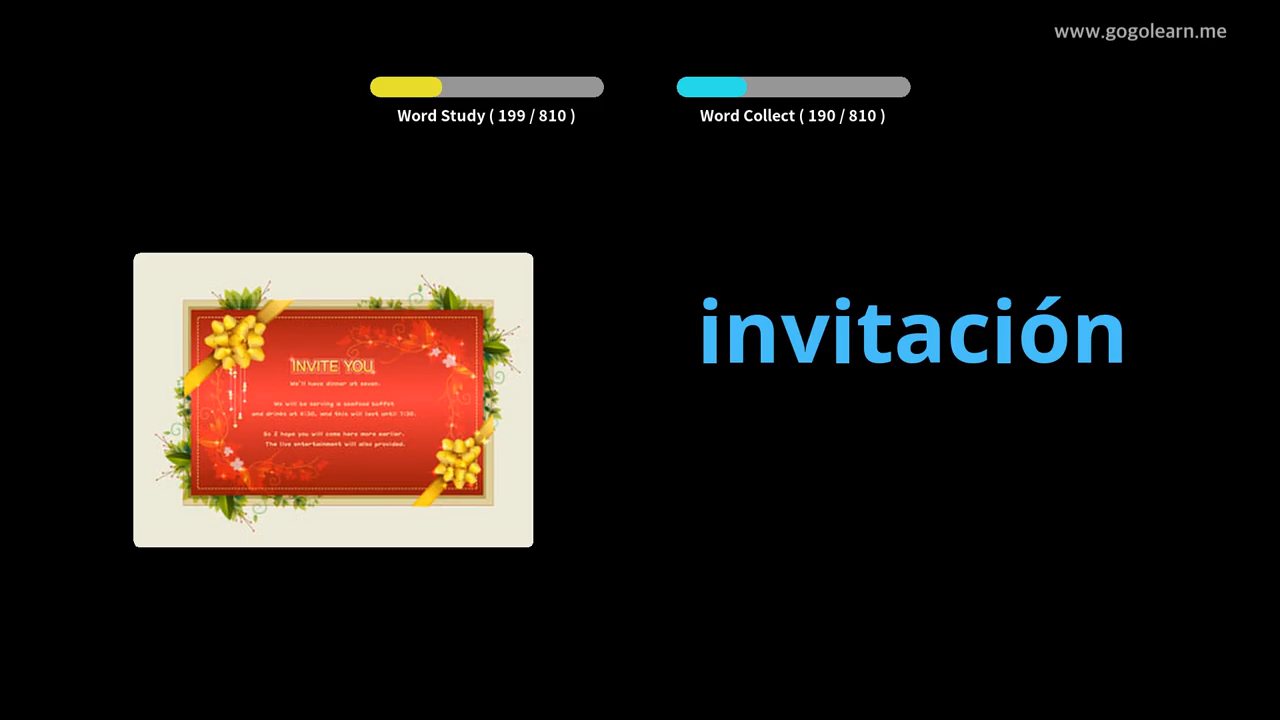 www.gogolearn.me
Word Study ( 199 / 810 )
Word Collect ( 190 / 810 )
invitación
INVITE YOU
We'll have dinner at seven.
We will be serving a seafood buffet
and drinks at 6:30, and this will last until 7:30.
So I hope you will come here more earlier.
The live entertainment will also provided.